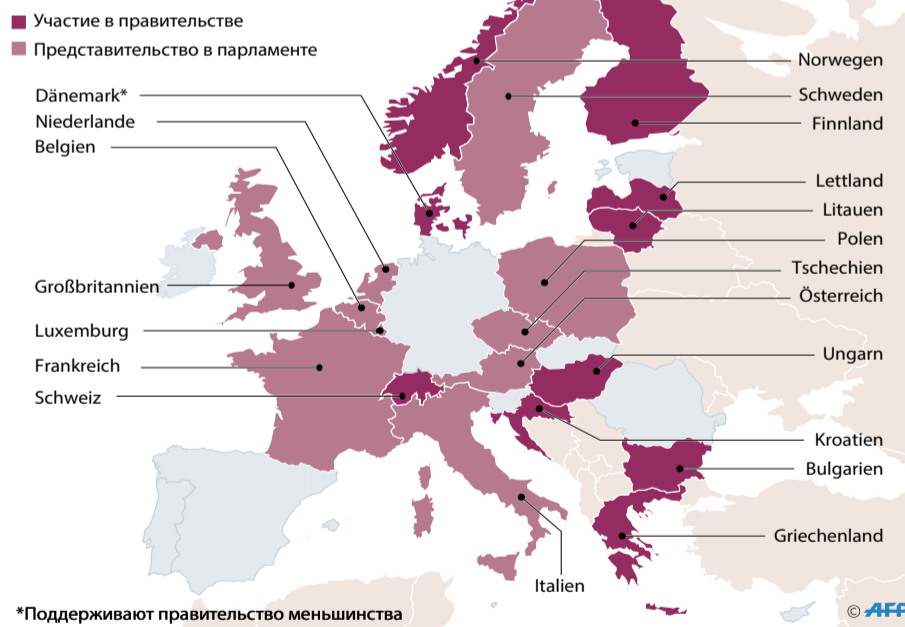 Участие в правительстве
Представительство в парламенте
Dänemark*
Niederlande
Belgien
Großbritannien
Luxemburg
Frankreich
Schweiz
Norwegen
Schweden
Finnland
Lettland
Litauen
Polen
Tschechien
Österreich
Ungarn
Kroatien
Bulgarien
Griechenland
Italien
*Поддерживают правительство меньшинства
© AFP